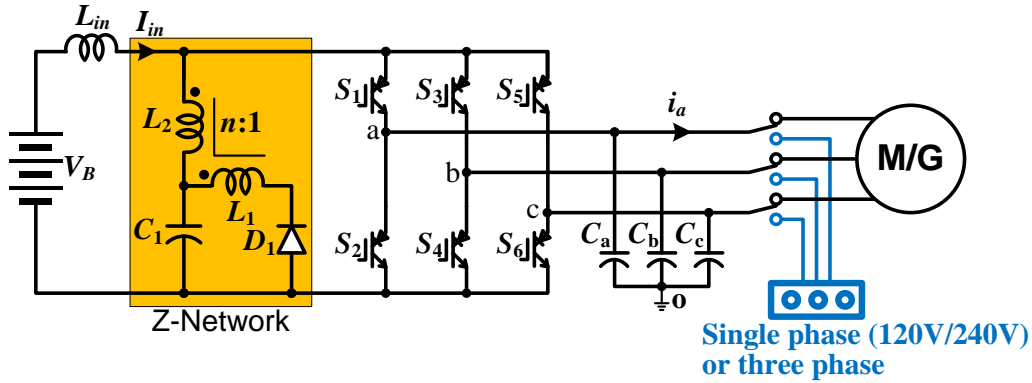 L_in
I_in
S_1
S_3
S_5
L_2
n:1
a
i_a
V_B
b
M/G
L_1
c
C_1
D_1
S_2
S_4
S_6
C_a
C_b
C_c
o
Z-Network
Single phase (120V/240V)
or three phase